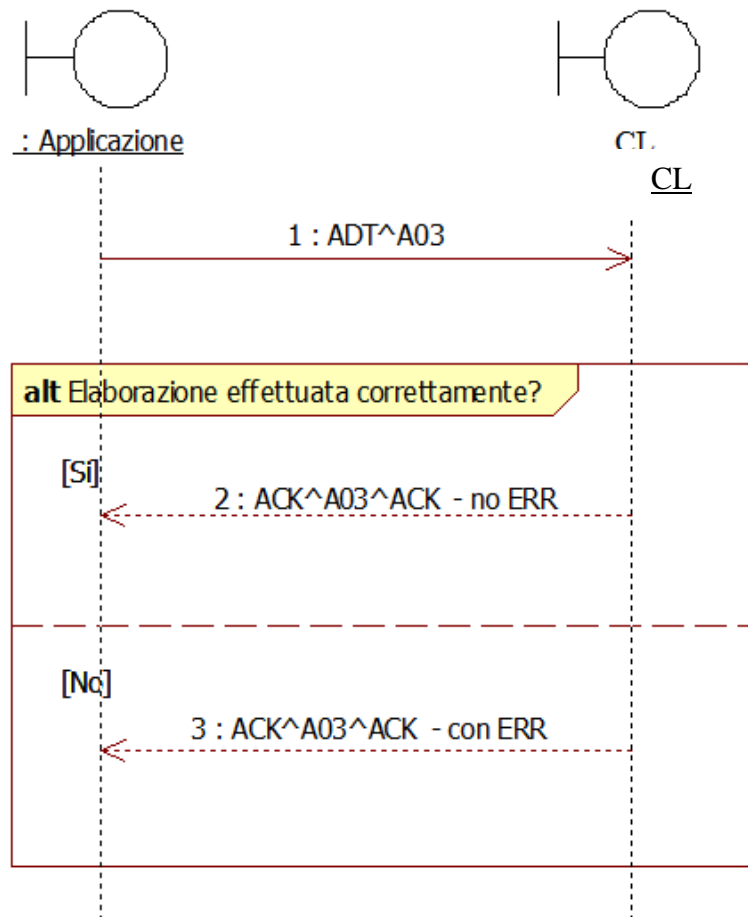 : Applicazione
CL
CL
1 : ADT^A03
alt Elaborazione effettuata correttamente?
[Sì]
2 : ACK^A03^ACK - no ERR
[No]
3 : ACK^A03^ACK - con ERR